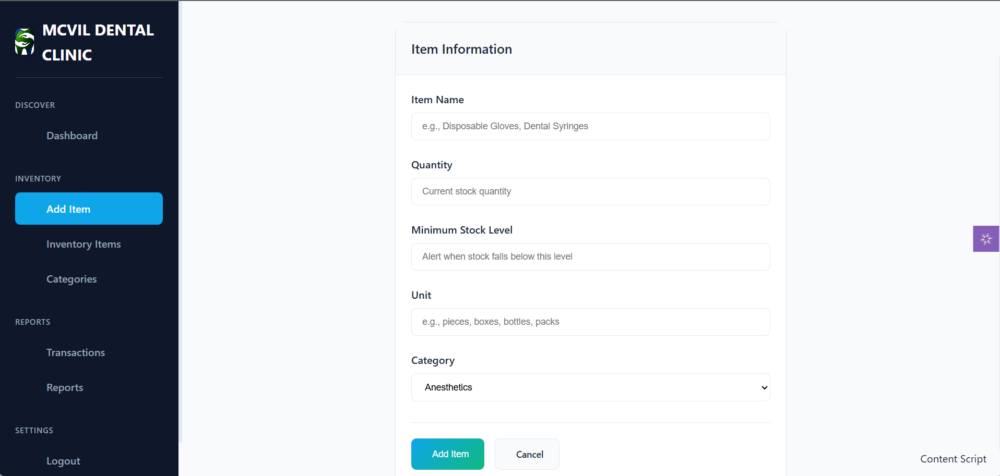 MCVIL DENTAL
CLINIC
DISCOVER
Dashboard
INVENTORY
Add Item
Inventory Items
Categories
REPORTS
Transactions
Reports
SETTINGS
Logout
Item Information
Item Name
e.g., Disposable Gloves, Dental Syringes
Quantity
Current stock quantity
Minimum Stock Level
Alert when stock falls below this level
Unit
e.g., pieces, boxes, bottles, packs
Category
Anesthetics
Add Item
Cancel
Content Script